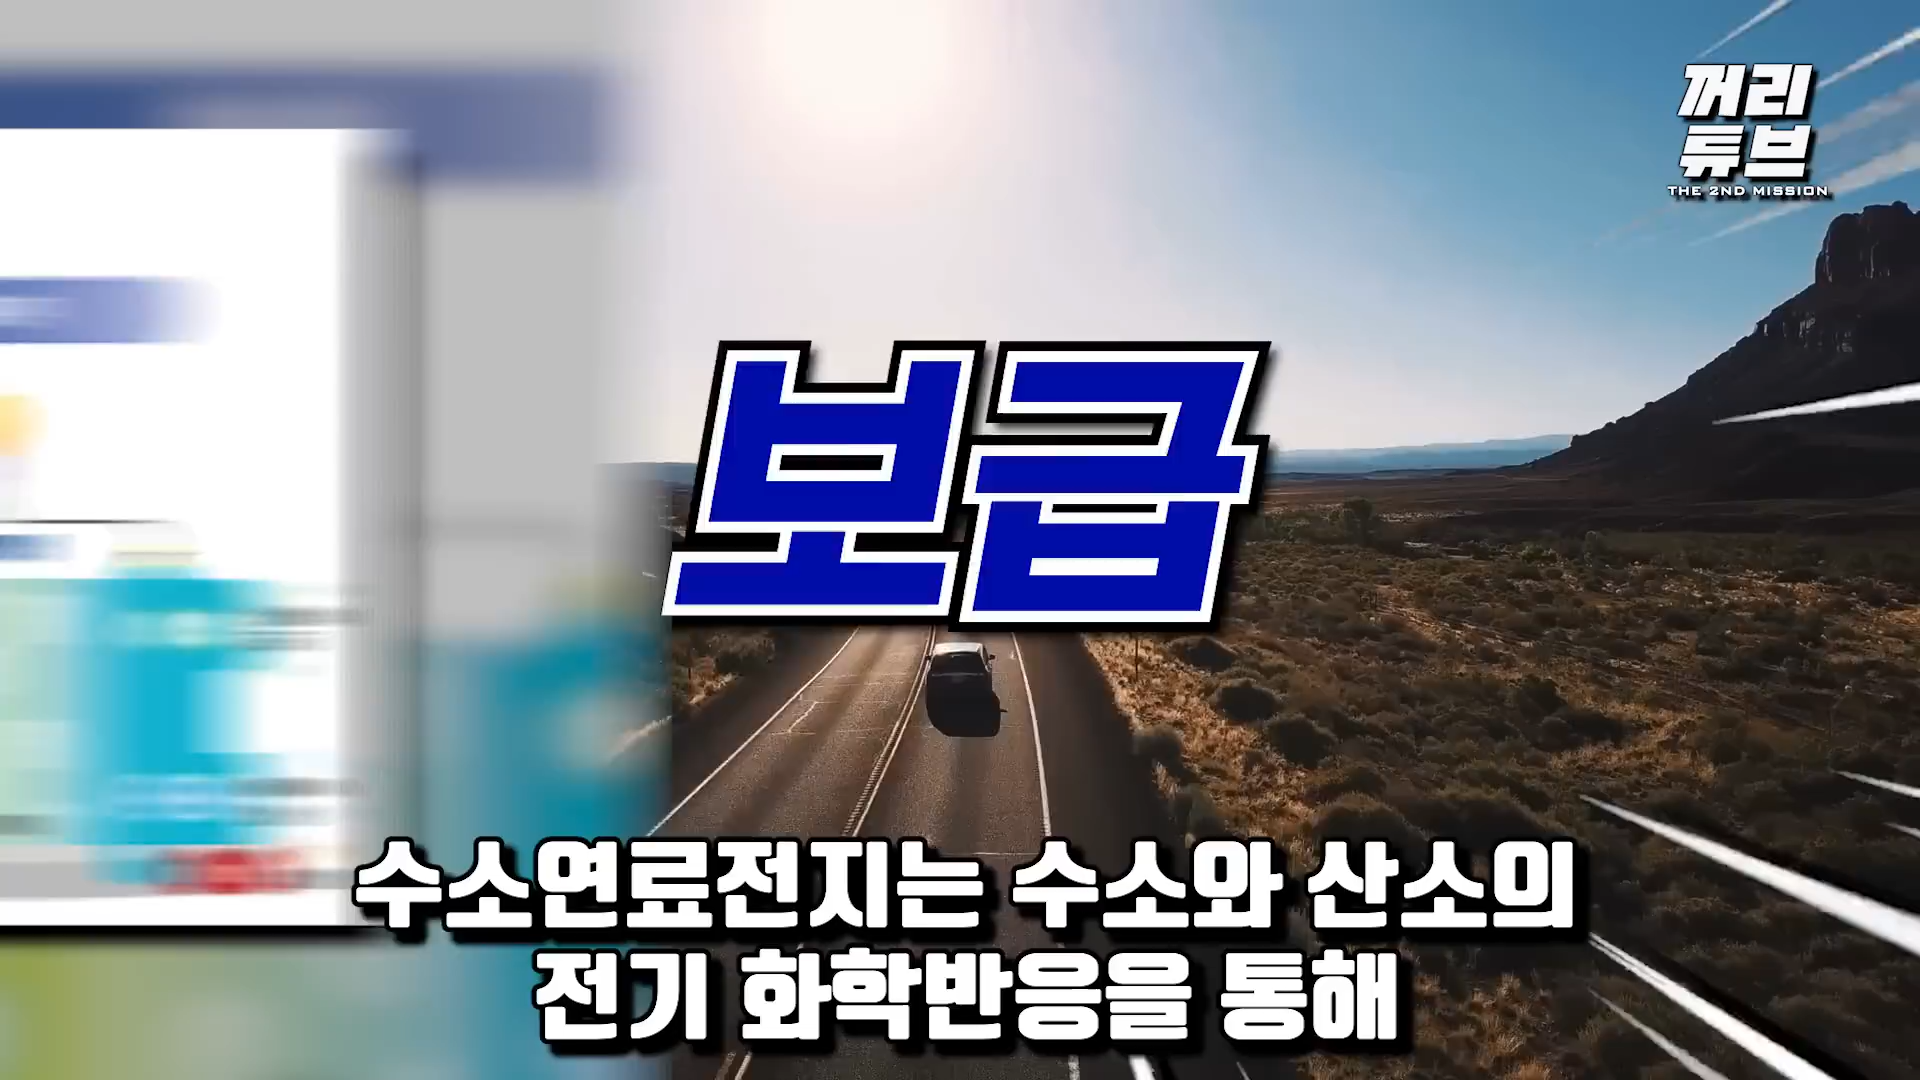 꺼리
튜브
THE 2ND MISSION
보급
수소연료전지는 수소와 산소의
전기 화학반응을 통해